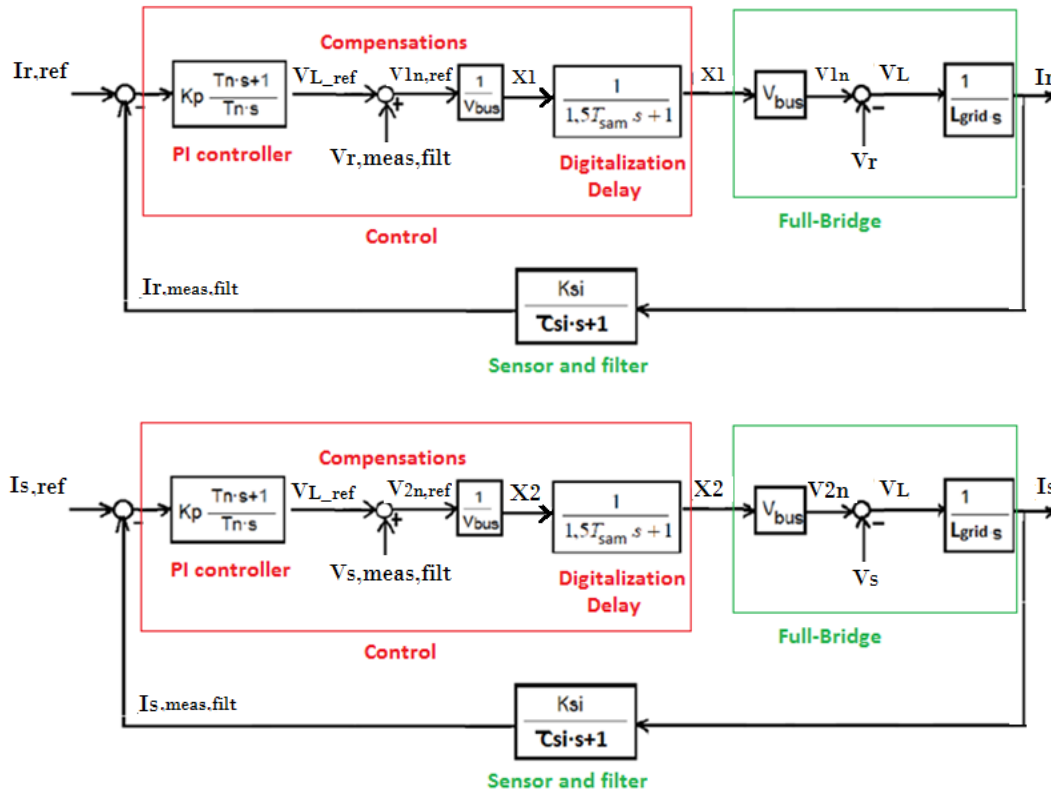 Compensations
Ir,ref
Kp Tn·s+1 / Tn·s
VL_ref
V1n,ref
1 / Vbus
X1
1 / 1,5Tsam s+1
X1
Vbus
V1n
VL
1 / Lgrid·s
Ir
-
+
-
PI controller
Vr,meas,filt
Digitalization
Delay
Vr
Control
Full-Bridge
Ir.meas.filt
Ksi / τsi·s+1
Sensor and filter
Compensations
Is,ref
Kp Tn·s+1 / Tn·s
VL_ref
V2n,ref
1 / Vbus
X2
1 / 1,5Tsam s+1
X2
Vbus
V2n
VL
1 / Lgrid·s
Is
-
+
-
PI controller
Vs,meas,filt
Digitalization
Delay
Vs
Control
Full-Bridge
Is.meas.filt
Ksi / τsi·s+1
Sensor and filter